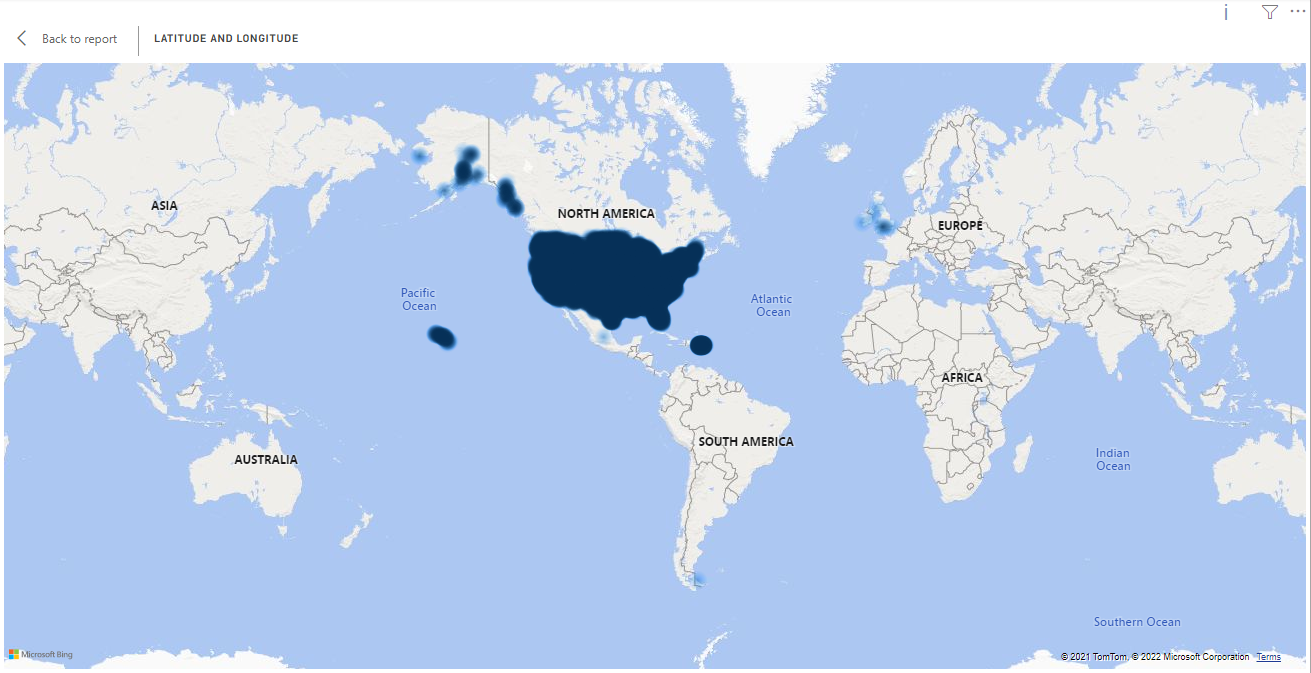 Back to report
LATITUDE AND LONGITUDE
ASIA
NORTH AMERICA
EUROPE
Pacific
Ocean
Atlantic
Ocean
AFRICA
SOUTH AMERICA
AUSTRALIA
Indian
Ocean
Southern Ocean
Microsoft Bing
© 2021 TomTom, © 2022 Microsoft Corporation Terms